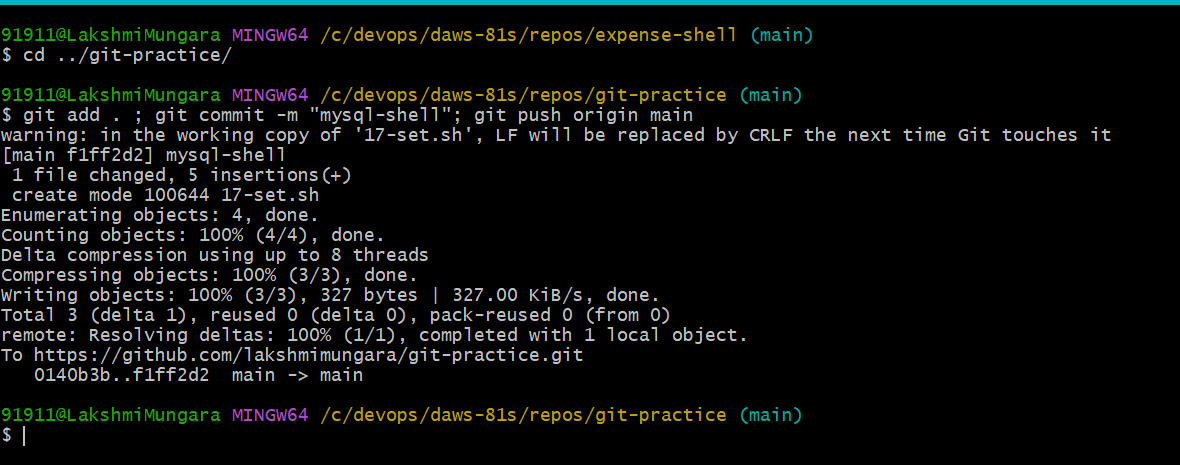 91911@LakshmiMungara MINGW64 /c/devops/daws-81s/repos/expense-shell (main)
$ cd ../git-practice/
91911@LakshmiMungara MINGW64 /c/devops/daws-81s/repos/git-practice (main)
$ git add . ; git commit -m "mysql-shell"; git push origin main
warning: in the working copy of '17-set.sh', LF will be replaced by CRLF the next time Git touches it
[main f1ff2d2] mysql-shell
 1 file changed, 5 insertions(+)
 create mode 100644 17-set.sh
Enumerating objects: 4, done.
Counting objects: 100% (4/4), done.
Delta compression using up to 8 threads
Compressing objects: 100% (3/3), done.
Writing objects: 100% (3/3), 327 bytes | 327.00 KiB/s, done.
Total 3 (delta 1), reused 0 (delta 0), pack-reused 0 (from 0)
remote: Resolving deltas: 100% (1/1), completed with 1 local object.
To https://github.com/lakshmimungara/git-practice.git
   0140b3b..f1ff2d2  main -> main
91911@LakshmiMungara MINGW64 /c/devops/daws-81s/repos/git-practice (main)
$